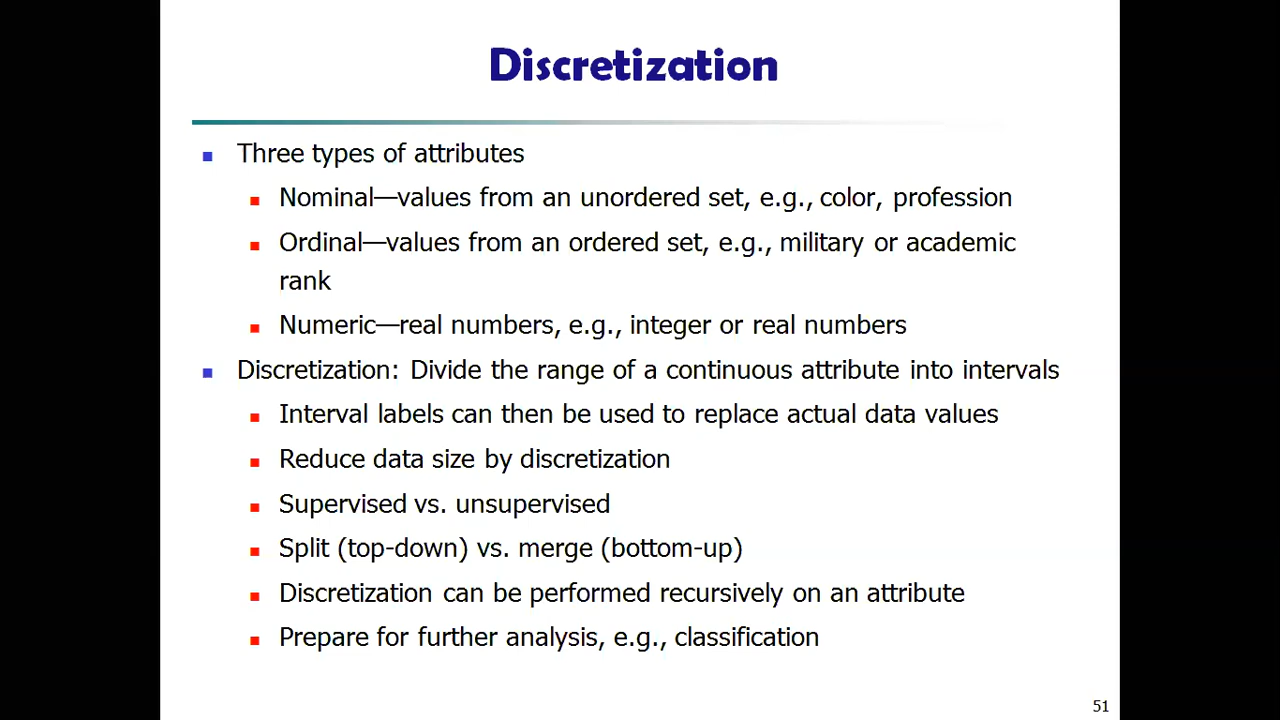 Discretization
Three types of attributes
Nominal—values from an unordered set, e.g., color, profession
Ordinal—values from an ordered set, e.g., military or academic
rank
Numeric—real numbers, e.g., integer or real numbers
Discretization: Divide the range of a continuous attribute into intervals
Interval labels can then be used to replace actual data values
Reduce data size by discretization
Supervised vs. unsupervised
Split (top-down) vs. merge (bottom-up)
Discretization can be performed recursively on an attribute
Prepare for further analysis, e.g., classification
51